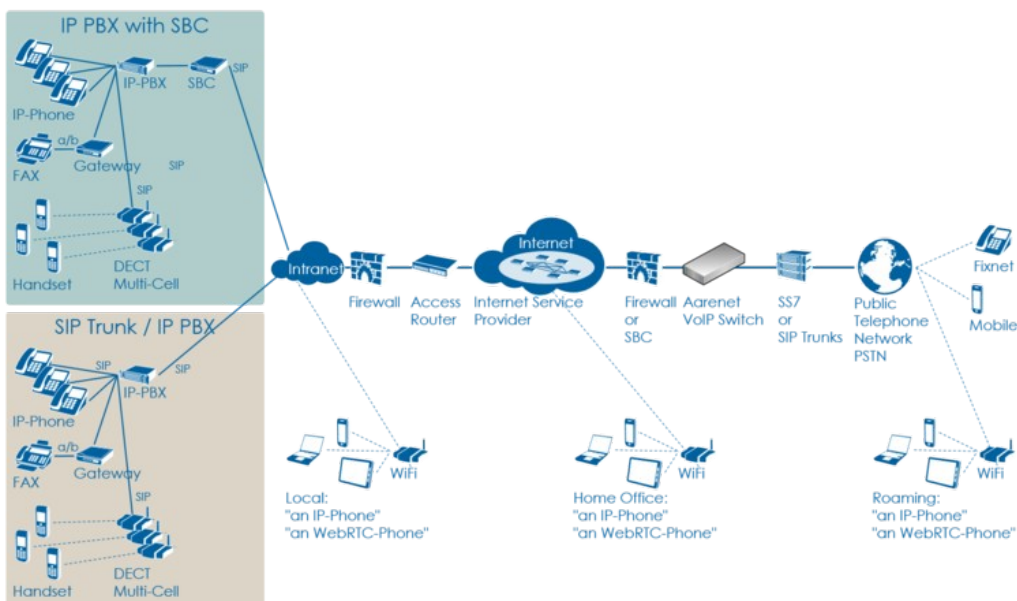 IP PBX with SBC
SIP
IP-PBX
SBC
IP-Phone
a/b
FAX
Gateway
SIP
SIP
DECT
Multi-Cell
Handset
SIP Trunk / IP PBX
SIP
SIP
IP-PBX
IP-Phone
a/b
FAX
Gateway
SIP
DECT
Multi-Cell
Handset
Intranet
Firewall
Access
Router
Internet
Internet Service
Provider
Firewall
or
SBC
Aarenet
VoIP Switch
SS7
or
SIP Trunks
Public
Telephone
Network
PSTN
Fixnet
Mobile
WiFi
Local:
"an IP-Phone"
"an WebRTC-Phone"
WiFi
Home Office:
"an IP-Phone"
"an WebRTC-Phone"
WiFi
Roaming:
"an IP-Phone"
"an WebRTC-Phone"